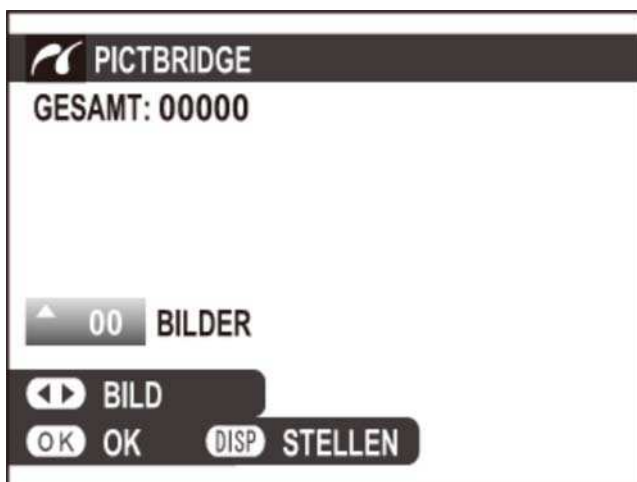 PICTBRIDGE
GESAMT: 00000
00 BILDER
BILD
OK OK DISP STELLEN